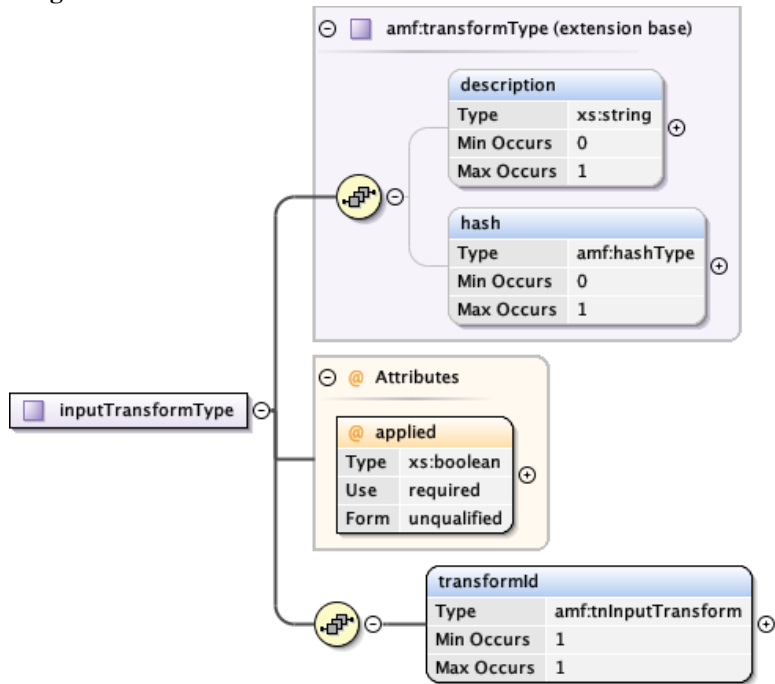 amf:transformType (extension base)
description
Type xs:string
Min Occurs 0
Max Occurs 1
hash
Type amf:hashType
Min Occurs 0
Max Occurs 1
@ Attributes
inputTransformType
@ applied
Type xs:boolean
Use required
Form unqualified
transformId
Type amf:tnInputTransform
Min Occurs 1
Max Occurs 1